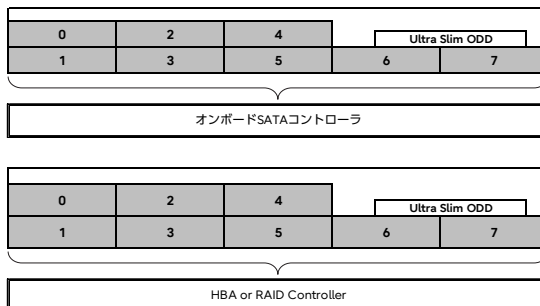 0 2 4 Ultra Slim ODD
1 3 5 6 7
オンボードSATAコントローラ
0 2 4 Ultra Slim ODD
1 3 5 6 7
HBA or RAID Controller